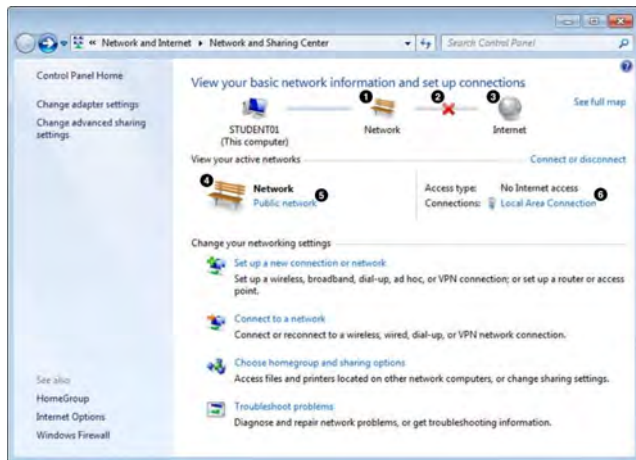 « Network and Internet ▸ Network and Sharing Center
Search Control Panel
Control Panel Home
Change adapter settings
Change advanced sharing
settings
See also
HomeGroup
Internet Options
Windows Firewall
View your basic network information and set up connections
1 2 3
See full map
STUDENT01
(This computer)
Network
Internet
View your active networks
Connect or disconnect
4 Network
Public network 5
Access type: No Internet access
Connections: Local Area Connection 6
Change your networking settings
Set up a new connection or network
Set up a wireless, broadband, dial-up, ad hoc, or VPN connection; or set up a router or access
point.
Connect to a network
Connect or reconnect to a wireless, wired, dial-up, or VPN network connection.
Choose homegroup and sharing options
Access files and printers located on other network computers, or change sharing settings.
Troubleshoot problems
Diagnose and repair network problems, or get troubleshooting information.